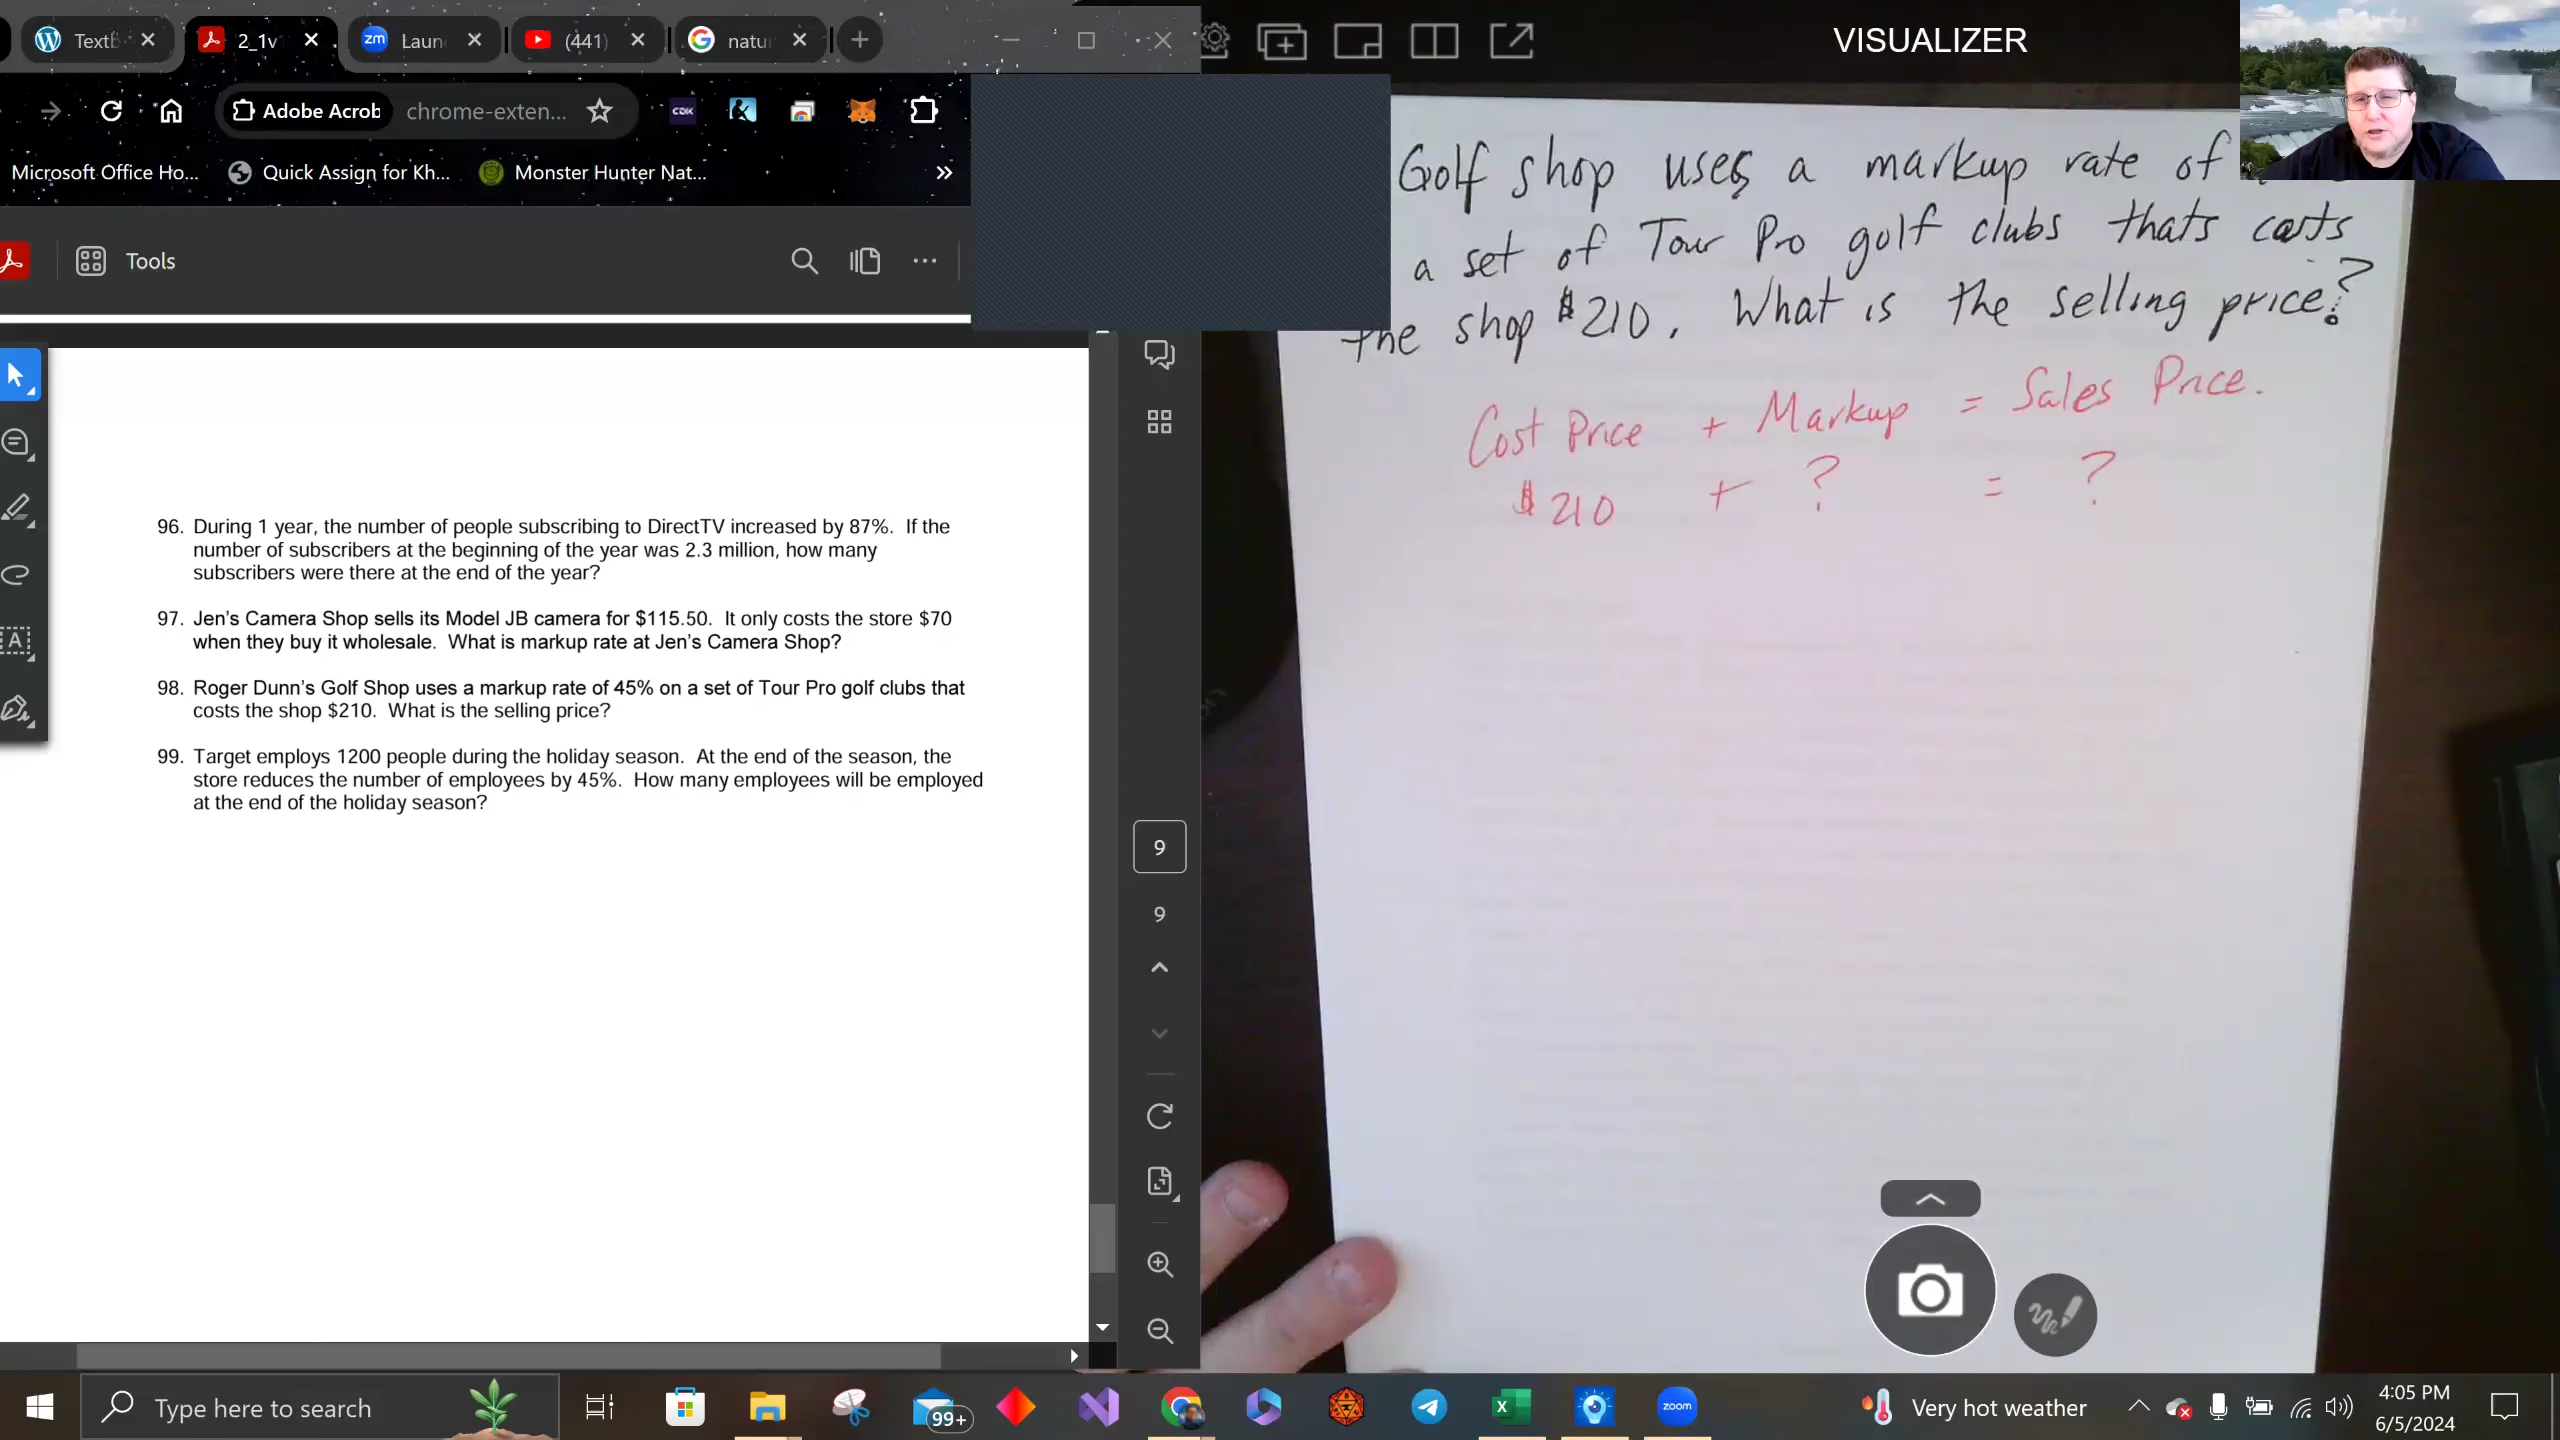 Textb
2_1v
Laun
(441)
natu
VISUALIZER
Adobe Acrob
chrome-exten...
CDK
Microsoft Office Ho...
Quick Assign for Kh...
Monster Hunter Nat...
»
Tools
96. During 1 year, the number of people subscribing to DirectTV increased by 87%. If the
number of subscribers at the beginning of the year was 2.3 million, how many
subscribers were there at the end of the year?
97. Jen's Camera Shop sells its Model JB camera for $115.50. It only costs the store $70
when they buy it wholesale. What is markup rate at Jen's Camera Shop?
98. Roger Dunn's Golf Shop uses a markup rate of 45% on a set of Tour Pro golf clubs that
costs the shop $210. What is the selling price?
99. Target employs 1200 people during the holiday season. At the end of the season, the
store reduces the number of employees by 45%. How many employees will be employed
at the end of the holiday season?
9
9
Golf shop uses a markup rate of
a set of Tour Pro golf clubs thats costs
the shop $210. What is the selling price?
Cost Price + Markup = Sales Price.
$210 + ? = ?
Type here to search
99+
zoom
Very hot weather
4:05 PM
6/5/2024